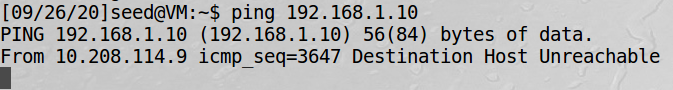 [09/26/20]seed@VM:~$ ping 192.168.1.10
PING 192.168.1.10 (192.168.1.10) 56(84) bytes of data.
From 10.208.114.9 icmp_seq=3647 Destination Host Unreachable